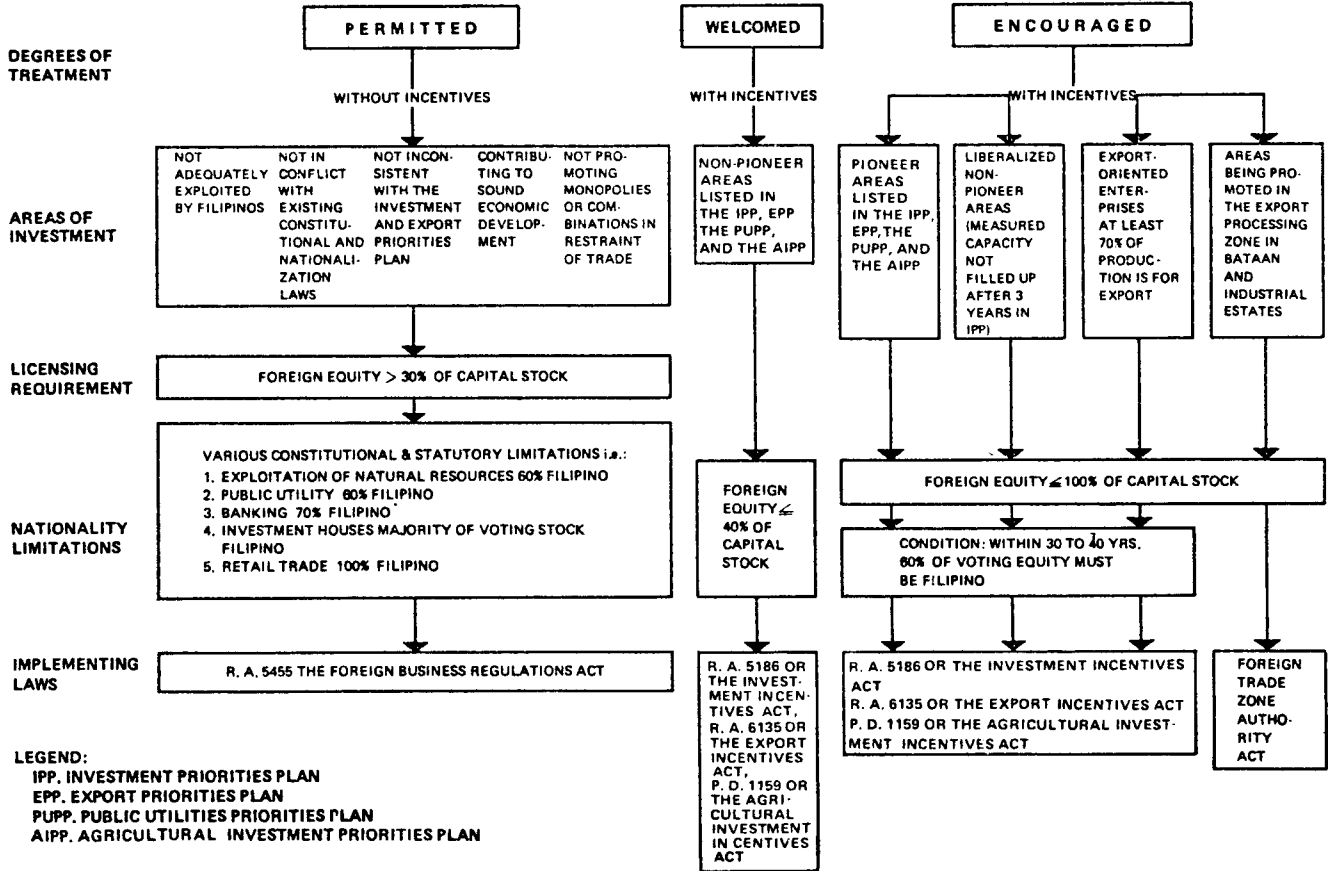 PERMITTED
WELCOMED
ENCOURAGED
DEGREES OF
TREATMENT
WITHOUT INCENTIVES
WITH INCENTIVES
WITH INCENTIVES
AREAS OF
INVESTMENT
NOT
ADEQUATELY
EXPLOITED
BY FILIPINOS
NOT IN
CONFLICT
WITH
EXISTING
CONSTITU-
TIONAL AND
NATIONALI-
ZATION
LAWS
NOT INCON-
SISTENT
WITH THE
INVESTMENT
AND EXPORT
PRIORITIES
PLAN
CONTRIBU-
TING TO
SOUND
ECONOMIC
DEVELOP-
MENT
NOT PRO-
MOTING
MONOPOLIES
OR COM-
BINATIONS IN
RESTRAINT
OF TRADE
NON-PIONEER
AREAS
LISTED IN
THE IPP, EPP
THE PUPP,
AND THE AIPP
PIONEER
AREAS
LISTED
IN THE IPP,
EPP, THE
PUPP, AND
THE AIPP
LIBERALIZED
NON-
PIONEER
AREAS
(MEASURED
CAPACITY
NOT
FILLED UP
AFTER 3
YEARS IN
IPP)
EXPORT-
ORIENTED
ENTER-
PRISES
AT LEAST
70% OF
PRODUC-
TION IS FOR
EXPORT
AREAS
BEING PRO-
MOTED IN
THE EXPORT
PROCESSING
ZONE IN
BATAAN
AND
INDUSTRIAL
ESTATES
LICENSING
REQUIREMENT
FOREIGN EQUITY > 30% OF CAPITAL STOCK
NATIONALITY
LIMITATIONS
VARIOUS CONSTITUTIONAL & STATUTORY LIMITATIONS i.e.:
1. EXPLOITATION OF NATURAL RESOURCES 60% FILIPINO
2. PUBLIC UTILITY 60% FILIPINO
3. BANKING 70% FILIPINO
4. INVESTMENT HOUSES MAJORITY OF VOTING STOCK
FILIPINO
5. RETAIL TRADE 100% FILIPINO
FOREIGN
EQUITY ≤
40% OF
CAPITAL
STOCK
FOREIGN EQUITY ≤ 100% OF CAPITAL STOCK
CONDITION: WITHIN 30 TO 40 YRS.
60% OF VOTING EQUITY MUST
BE FILIPINO
IMPLEMENTING
LAWS
R. A. 5455 THE FOREIGN BUSINESS REGULATIONS ACT
R. A. 5186 OR
THE INVEST-
MENT INCEN-
TIVES ACT,
R. A. 6135 OR
THE EXPORT
INCENTIVES
ACT,
P. D. 1159 OR
THE AGRI-
CULTURAL
INVESTMENT
IN CENTIVES
ACT
R. A. 5186 OR THE INVESTMENT INCENTIVES
ACT
R. A. 6135 OR THE EXPORT INCENTIVES ACT
P. D. 1159 OR THE AGRICULTURAL INVEST-
MENT INCENTIVES ACT
FOREIGN
TRADE
ZONE
AUTHO-
RITY
ACT
LEGEND:
IPP. INVESTMENT PRIORITIES PLAN
EPP. EXPORT PRIORITIES PLAN
PUPP. PUBLIC UTILITIES PRIORITIES PLAN
AIPP. AGRICULTURAL INVESTMENT PRIORITIES PLAN